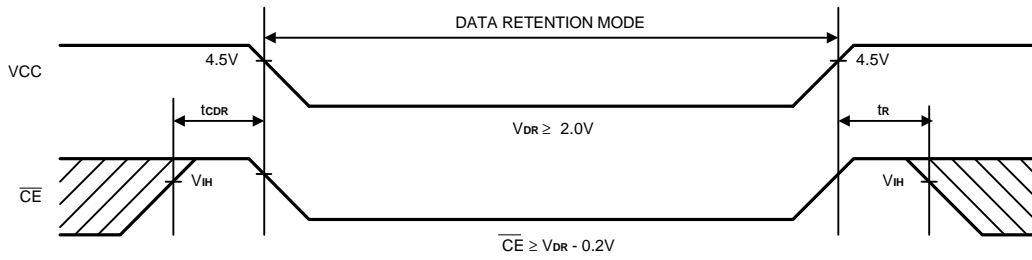 DATA RETENTION MODE
VCC
4.5V
4.5V
tCDR
VDR ≥ 2.0V
tR
CE
VIH
VIH
CE ≥ VDR - 0.2V